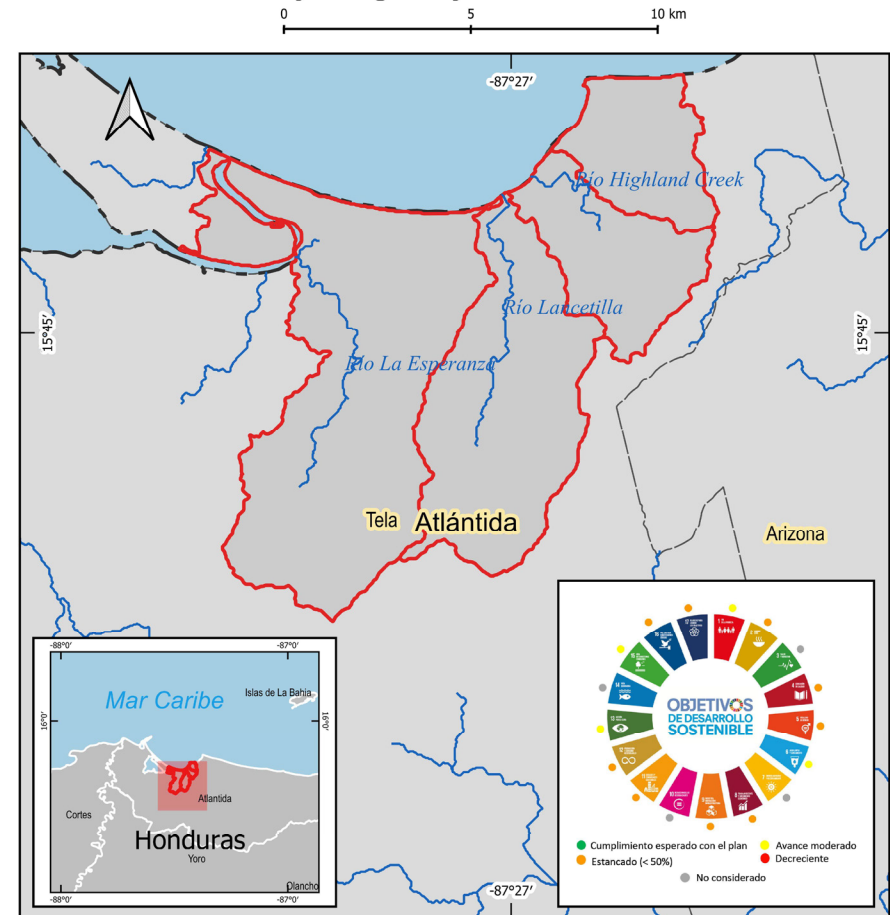 0
5
10 km
-87°27′
Río Highland Creek
Río Lancetilla
15°45′
15°45′
Río La Esperanza
Tela
Atlántida
Arizona
-88°0′
-87°0′
Mar Caribe
Islas de La Bahia
16°0′
16°0′
Atlantida
Cortes
Honduras
Yoro
Olancho
-88°0′
-87°0′
-87°27′
OBJETIVOS
DE DESARROLLO
SOSTENIBLE
Cumplimiento esperado con el plan
Avance moderado
Estancado (< 50%)
Decreciente
No considerado